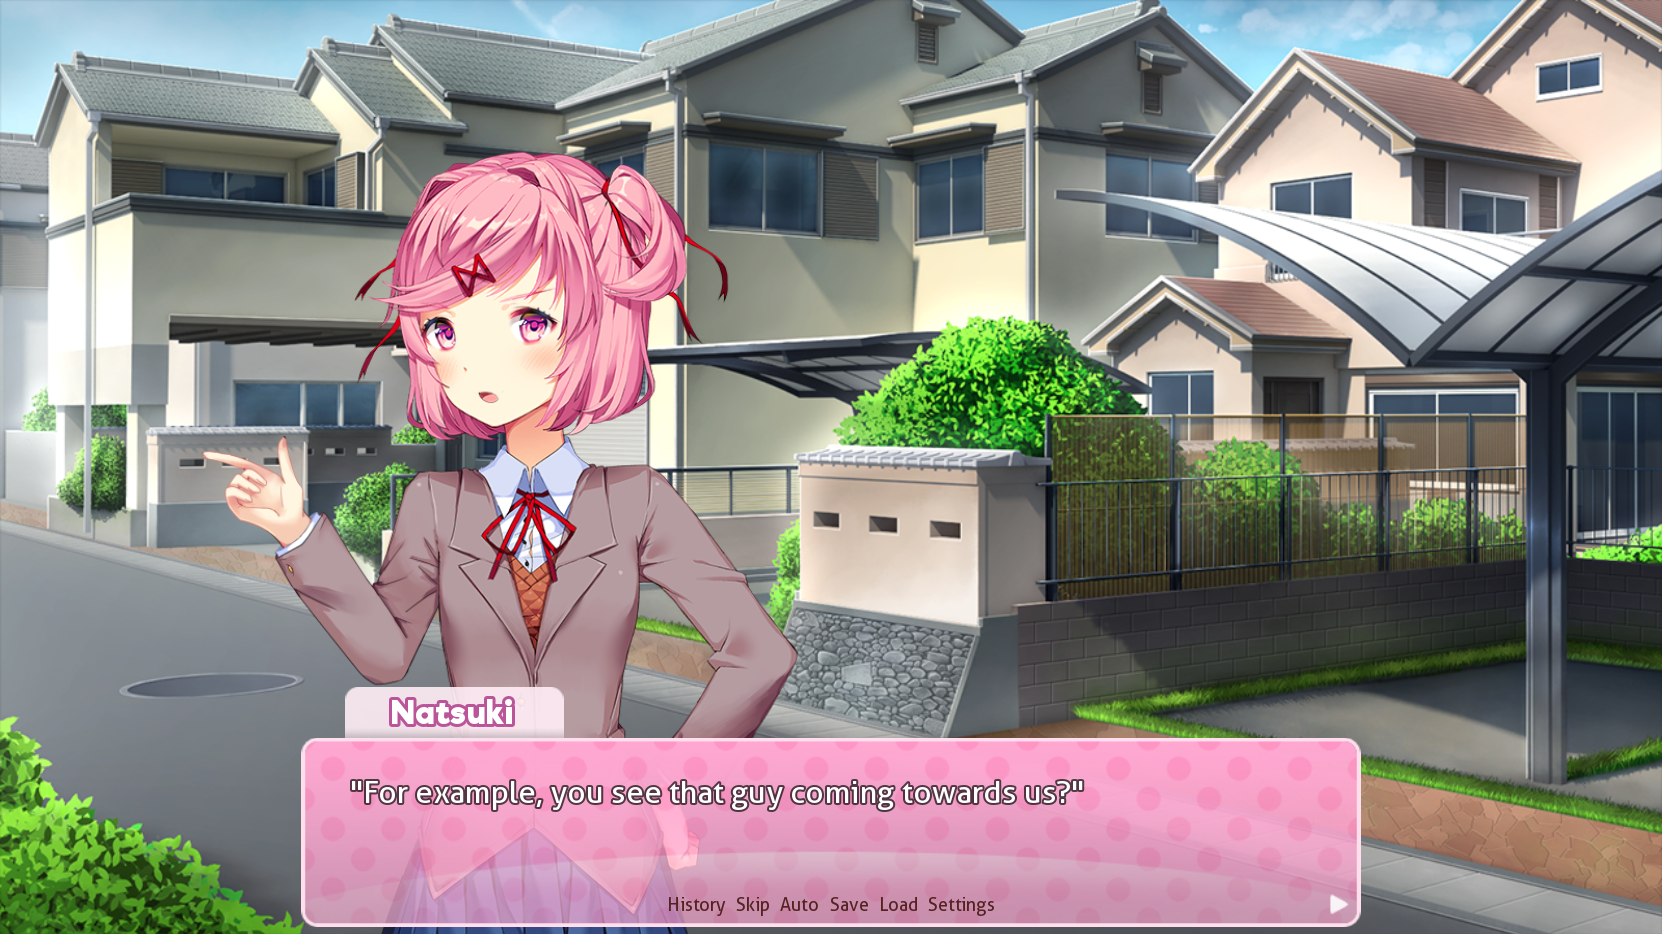 Natsuki
"For example, you see that guy coming towards us?"
History Skip Auto Save Load Settings